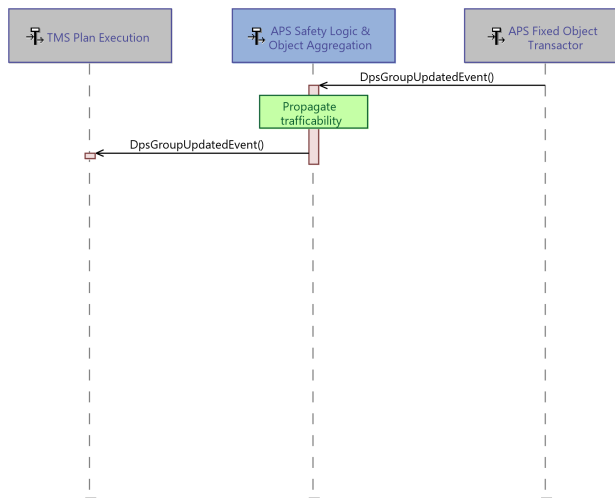 TMS Plan Execution
APS Safety Logic &
Object Aggregation
APS Fixed Object
Transactor
DpsGroupUpdatedEvent()
Propagate
trafficability
DpsGroupUpdatedEvent()